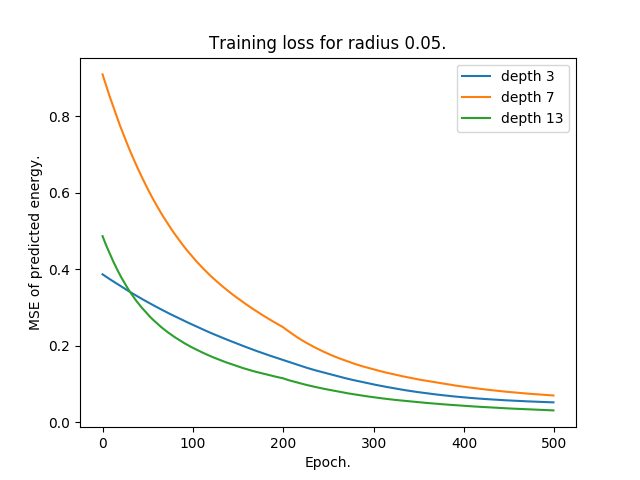 Training loss for radius 0.05.
depth 3
depth 7
depth 13
MSE of predicted energy.
0.8
0.6
0.4
0.2
0.0
0 100 200 300 400 500
Epoch.